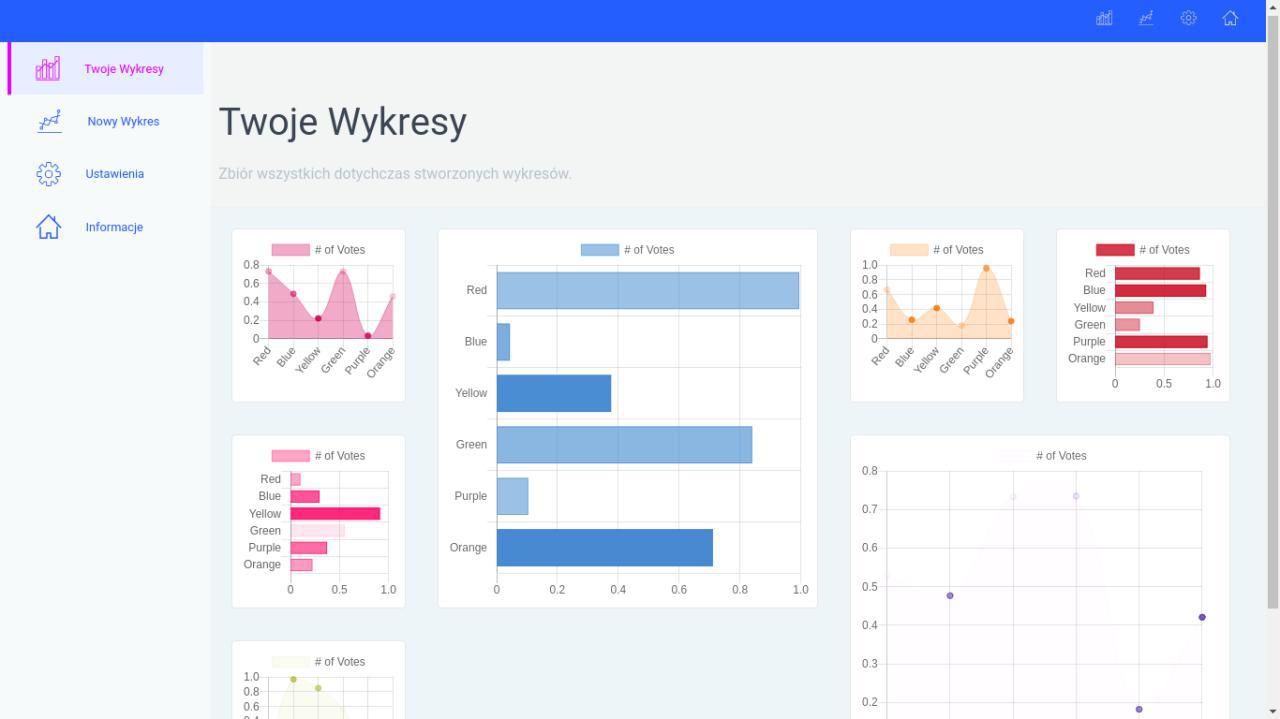 Twoje Wykresy
Nowy Wykres
Ustawienia
Informacje
Twoje Wykresy
Zbiór wszystkich dotychczas stworzonych wykresów.
# of Votes
0.8
0.6
0.4
0.2
0
Red
Blue
Yellow
Green
Purple
Orange
# of Votes
Red
Blue
Yellow
Green
Purple
Orange
0
0.2
0.4
0.6
0.8
1.0
# of Votes
1.0
0.8
0.6
0.4
0.2
0
Red
Blue
Yellow
Green
Purple
Orange
# of Votes
Red
Blue
Yellow
Green
Purple
Orange
0
0.5
1.0
# of Votes
Red
Blue
Yellow
Green
Purple
Orange
0
0.5
1.0
# of Votes
0.8
0.7
0.6
0.5
0.4
0.3
0.2
# of Votes
1.0
0.8
0.6